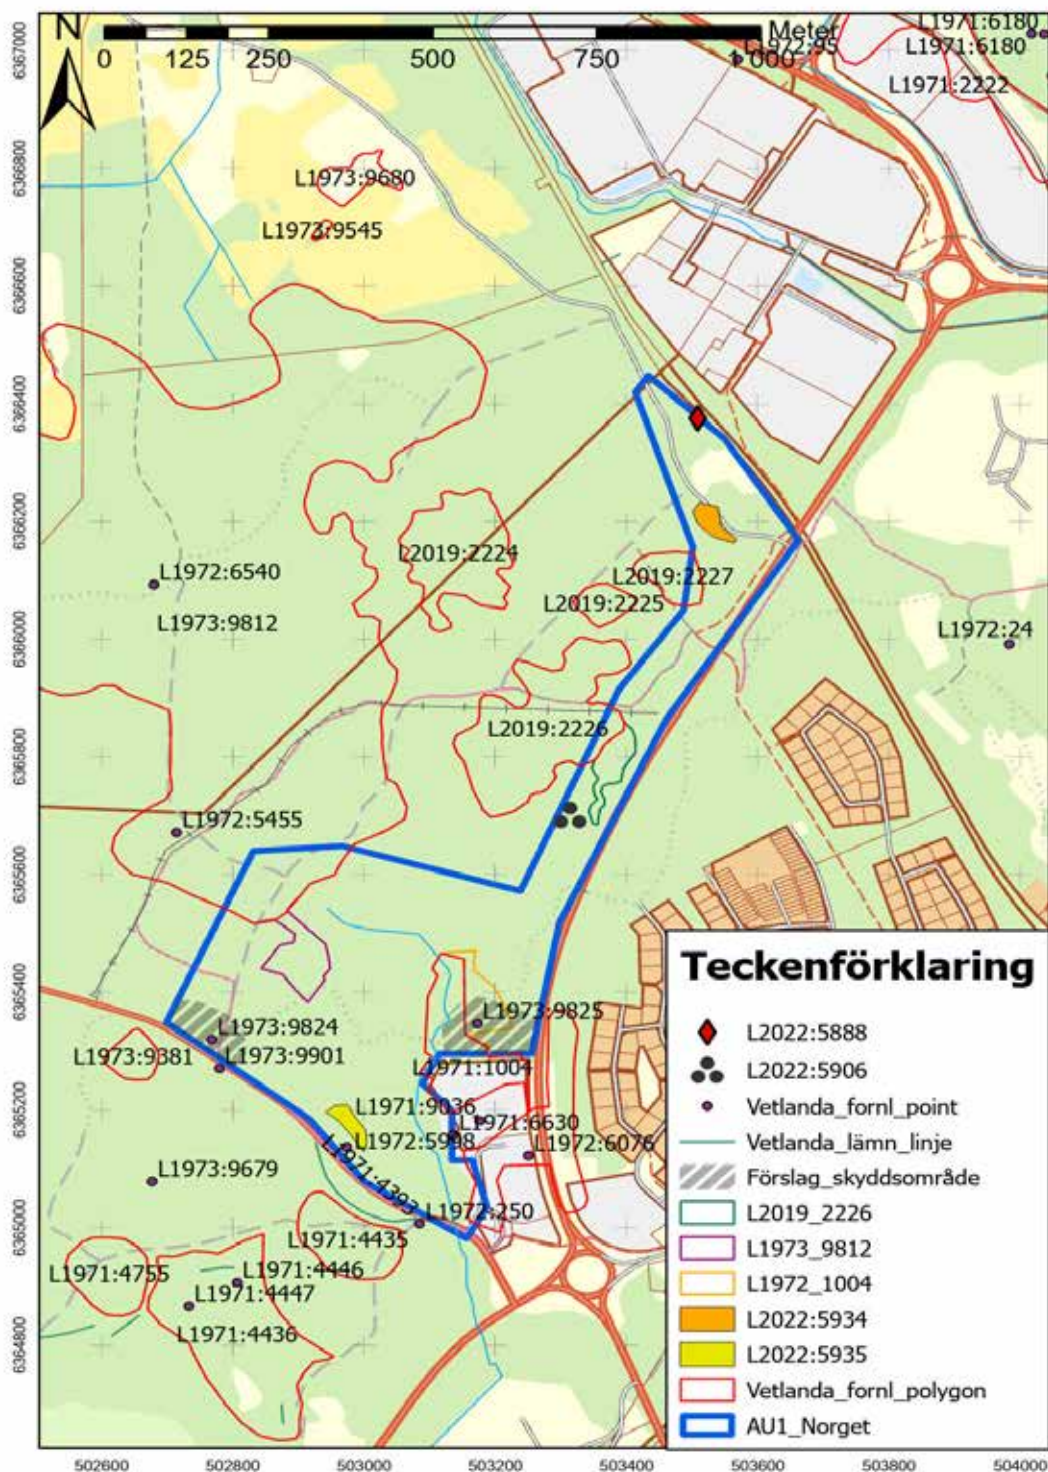 N
Meter
0 125 250 500 750 1 000
L1971:6180
L1972:95
L1971:6180
L1971:2222
L1973:9680
L1973:9545
L1972:6540
L1973:9812
L2019:2224
L2019:2227
L2019:2225
L1972:24
L2019:2226
L1972:5455
L1973:9825
L1973:9824
L1973:9381
L1973:9901
L1971:1004
L1971:9036
L1971:6630
L1972:5998
L1972:6076
L1971:4393
L1973:9679
L1972:250
L1971:4435
L1971:4755
L1971:4446
L1971:4447
L1971:4436
6367000
6366800
6366600
6366400
6366200
6366000
6365800
6365600
6365400
6365200
6365000
6364800
502600 502800 503000 503200 503400 503600 503800 504000
Teckenförklaring
L2022:5888
L2022:5906
Vetlanda_fornl_point
Vetlanda_lämn_linje
Förslag_skyddsområde
L2019_2226
L1973_9812
L1972_1004
L2022:5934
L2022:5935
Vetlanda_fornl_polygon
AU1_Norget